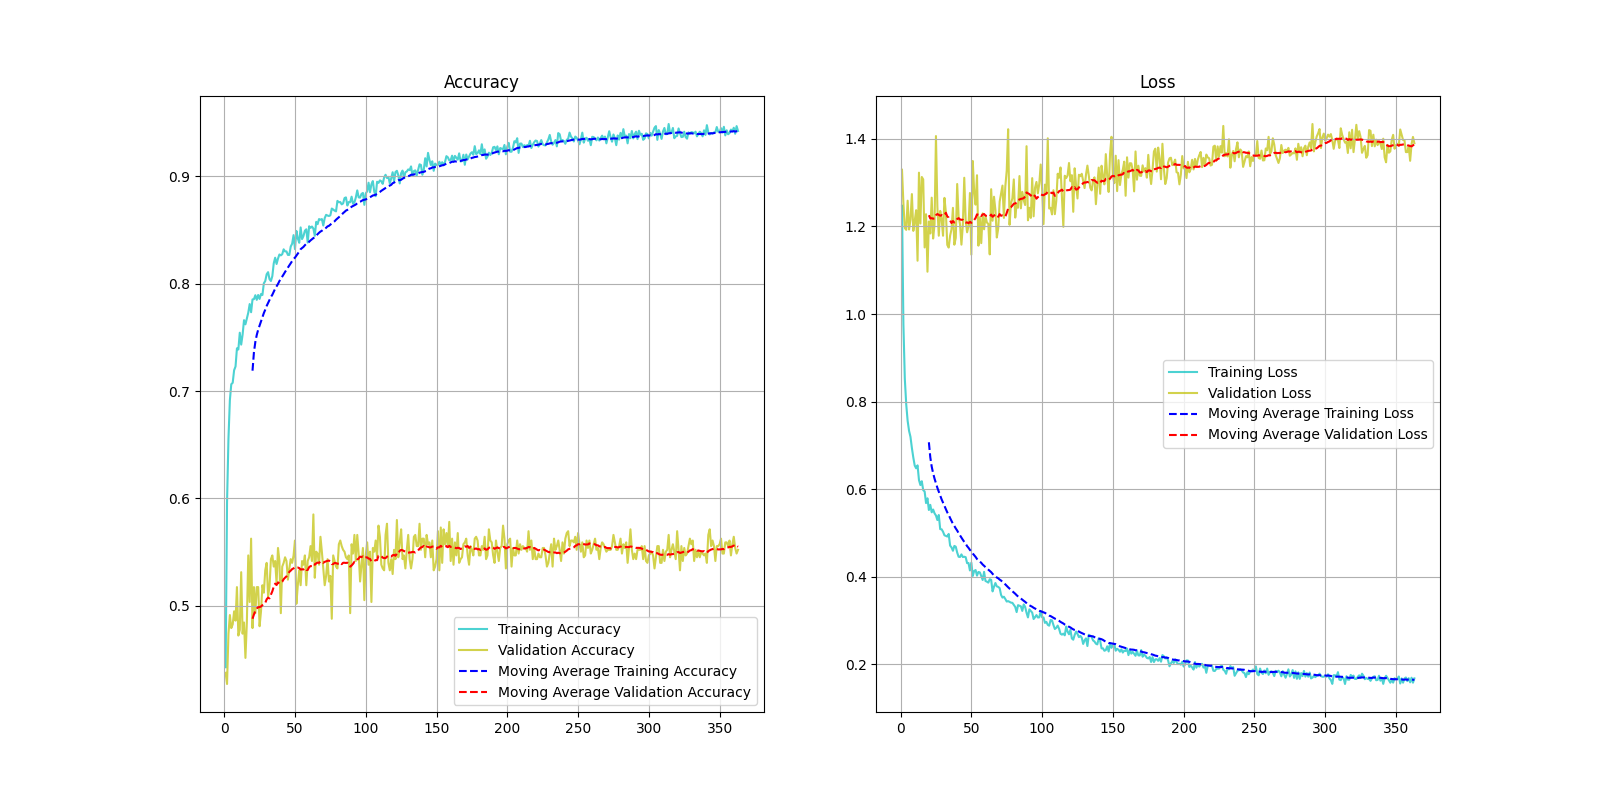 Accuracy
0.9
0.8
0.7
0.6
0.5
0 50 100 150 200 250 300 350
Training Accuracy
Validation Accuracy
Moving Average Training Accuracy
Moving Average Validation Accuracy
Loss
1.4
1.2
1.0
0.8
0.6
0.4
0.2
0 50 100 150 200 250 300 350
Training Loss
Validation Loss
Moving Average Training Loss
Moving Average Validation Loss